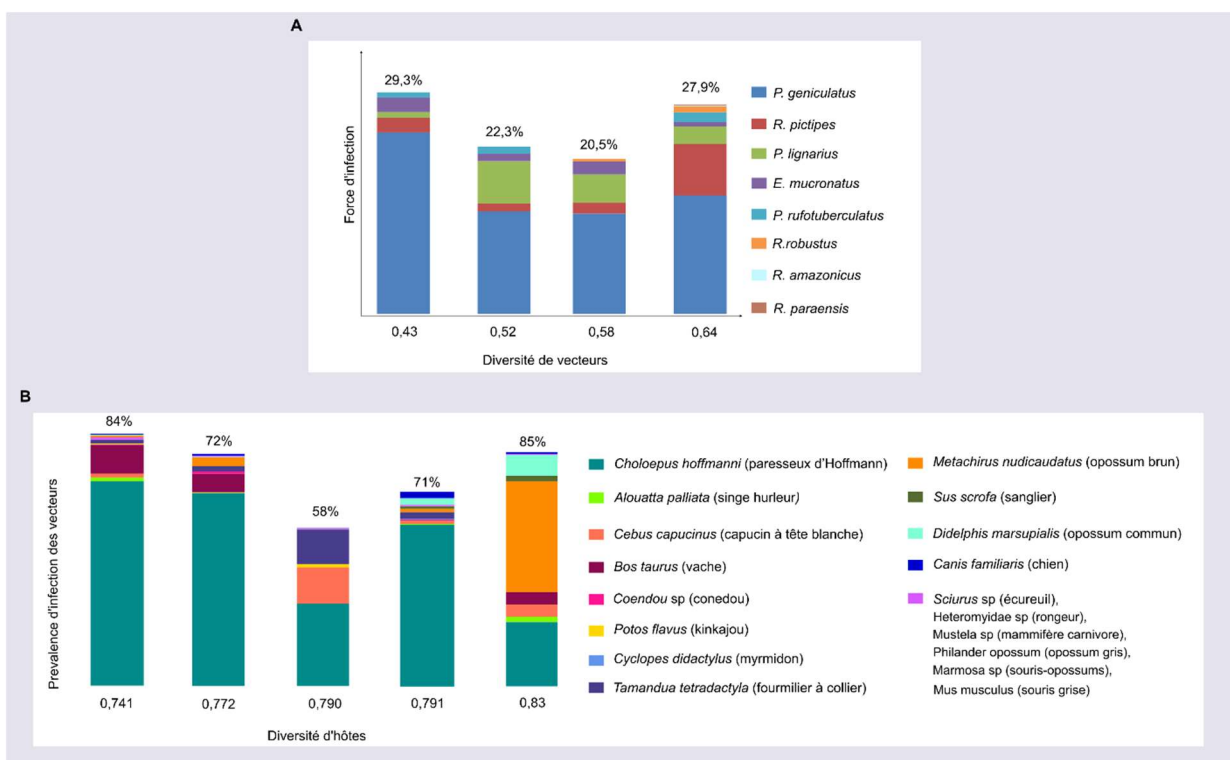 A
Force d'infection
29,3%
22,3%
20,5%
27,9%
0,43
0,52
0,58
0,64
Diversité de vecteurs
P. geniculatus
R. pictipes
P. lignarius
E. mucronatus
P. rufotuberculatus
R.robustus
R. amazonicus
R. paraensis
B
Prevalence d'infection des vecteurs
84%
72%
58%
71%
85%
0,741
0,772
0,790
0,791
0,83
Diversité d'hôtes
Choloepus hoffmanni (paresseux d'Hoffmann)
Alouatta palliata (singe hurleur)
Cebus capucinus (capucin à tête blanche)
Bos taurus (vache)
Coendou sp (conedou)
Potos flavus (kinkajou)
Cyclopes didactylus (myrmidon)
Tamandua tetradactyla (fourmilier à collier)
Metachirus nudicaudatus (opossum brun)
Sus scrofa (sanglier)
Didelphis marsupialis (opossum commun)
Canis familiaris (chien)
Sciurus sp (écureuil),
Heteromyidae sp (rongeur),
Mustela sp (mammifère carnivore),
Philander opossum (opossum gris),
Marmosa sp (souris-opossums),
Mus musculus (souris grise)